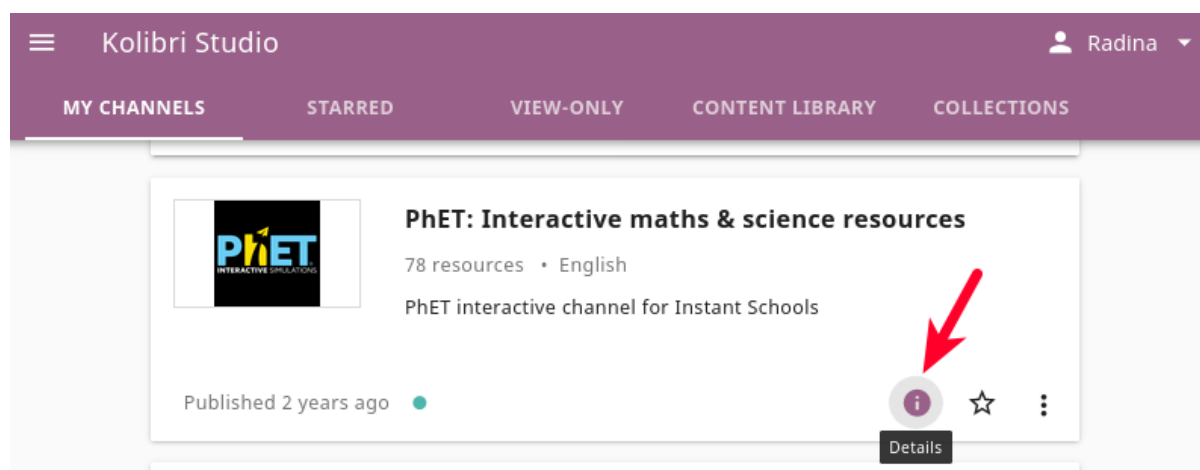 Kolibri Studio
Radina
MY CHANNELS
STARRED
VIEW-ONLY
CONTENT LIBRARY
COLLECTIONS
PhET
INTERACTIVE SIMULATIONS
PhET: Interactive maths & science resources
78 resources • English
PhET interactive channel for Instant Schools
Published 2 years ago
Details